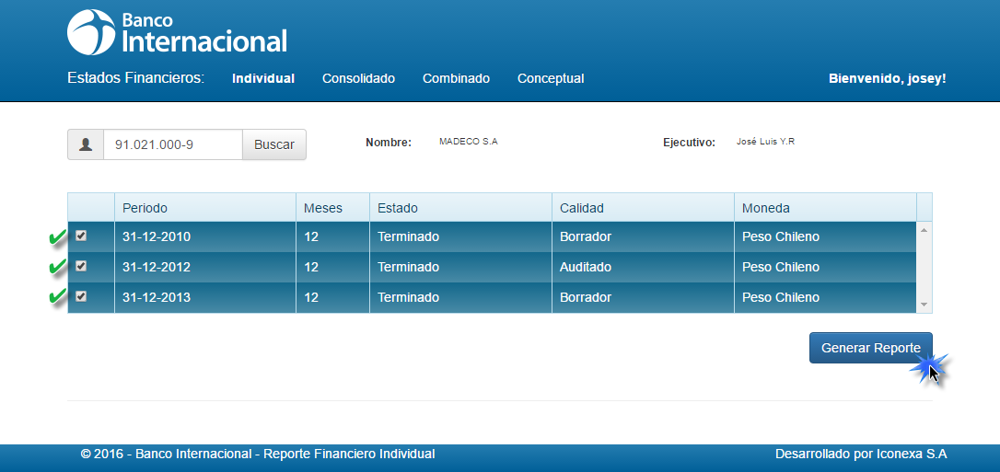 Banco
Internacional
Estados Financieros: Individual Consolidado Combinado Conceptual Bienvenido, josey!
91.021.000-9 Buscar Nombre: MADECO S.A Ejecutivo: José Luis Y.R
Periodo Meses Estado Calidad Moneda
31-12-2010 12 Terminado Borrador Peso Chileno
31-12-2012 12 Terminado Auditado Peso Chileno
31-12-2013 12 Terminado Borrador Peso Chileno
Generar Reporte
© 2016 - Banco Internacional - Reporte Financiero Individual Desarrollado por Iconexa S.A